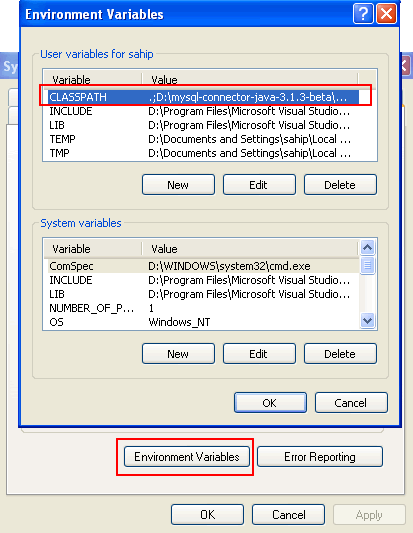 Environment Variables
Sy
User variables for sahip
Variable Value
CLASSPATH .;D:\mysql-connector-java-3.1.3-beta\...
INCLUDE D:\Program Files\Microsoft Visual Studio...
LIB D:\Program Files\Microsoft Visual Studio...
TEMP D:\Documents and Settings\sahip\Local ...
TMP D:\Documents and Settings\sahip\Local ...
New Edit Delete
System variables
Variable Value
ComSpec D:\WINDOWS\system32\cmd.exe
INCLUDE D:\Program Files\Microsoft Visual Studio...
LIB D:\Program Files\Microsoft Visual Studio...
NUMBER_OF_P... 1
OS Windows_NT
New Edit Delete
OK Cancel
Environment Variables Error Reporting
OK Cancel Apply